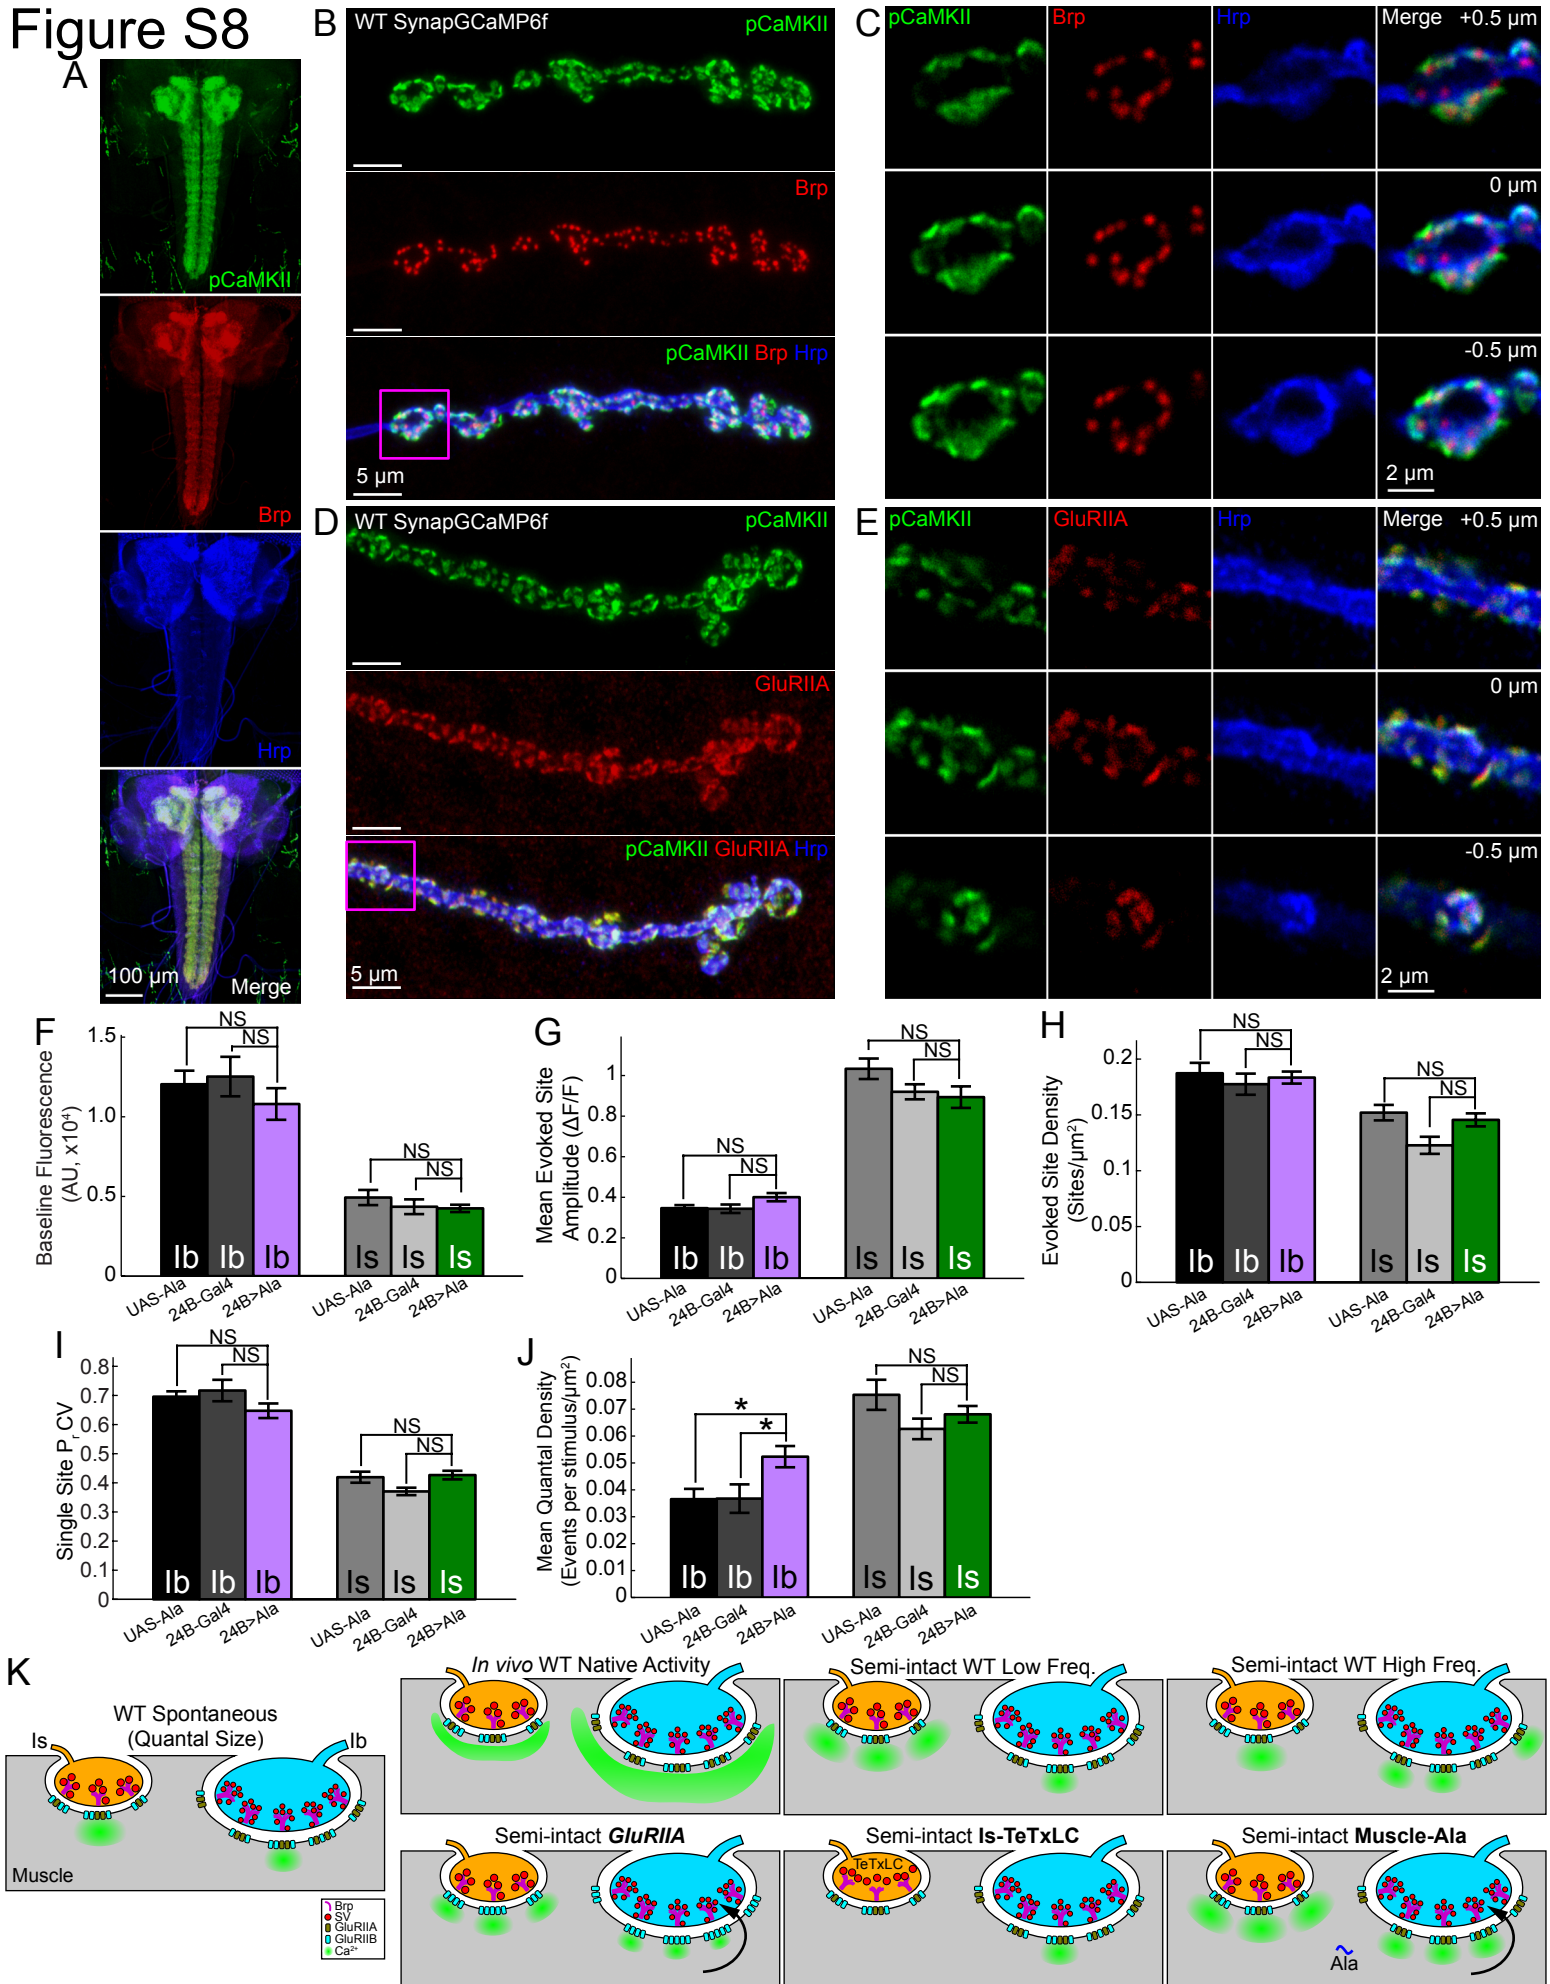 Figure S8
A
pCaMKII
Brp
Hrp
100 µm
Merge
B
WT SynapGCaMP6f
pCaMKII
Brp
pCaMKII Brp Hrp
5 µm
C
pCaMKII
Brp
Hrp
Merge
+0.5 µm
0 µm
-0.5 µm
2 µm
D
WT SynapGCaMP6f
pCaMKII
GluRIIA
pCaMKII GluRIIA Hrp
5 µm
E
pCaMKII
GluRIIA
Hrp
Merge
+0.5 µm
0 µm
-0.5 µm
2 µm
F
Baseline Fluorescence
(AU, x10⁴)
1.5
1.0
0.5
0
NS
NS
NS
NS
Ib
Ib
Ib
Is
Is
Is
UAS-Ala
24B-Gal4
24B>Ala
UAS-Ala
24B-Gal4
24B>Ala
G
Mean Evoked Site
Amplitude (ΔF/F)
1
0.8
0.6
0.4
0.2
0
NS
NS
NS
NS
Ib
Ib
Ib
Is
Is
Is
UAS-Ala
24B-Gal4
24B>Ala
UAS-Ala
24B-Gal4
24B>Ala
H
Evoked Site Density
(Sites/µm²)
0.2
0.15
0.1
0.05
0
NS
NS
NS
NS
Ib
Ib
Ib
Is
Is
Is
UAS-Ala
24B-Gal4
24B>Ala
UAS-Ala
24B-Gal4
24B>Ala
I
Single Site Pr CV
0.8
0.7
0.6
0.5
0.4
0.3
0.2
0.1
0
NS
NS
NS
NS
Ib
Ib
Ib
Is
Is
Is
UAS-Ala
24B-Gal4
24B>Ala
UAS-Ala
24B-Gal4
24B>Ala
J
Mean Quantal Density
(Events per stimulus/µm²)
0.08
0.07
0.06
0.05
0.04
0.03
0.02
0.01
0
*
*
NS
NS
Ib
Ib
Ib
Is
Is
Is
UAS-Ala
24B-Gal4
24B>Ala
UAS-Ala
24B-Gal4
24B>Ala
K
WT Spontaneous
(Quantal Size)
Is
Ib
Muscle
Brp
SV
GluRIIA
GluRIIB
Ca²⁺
In vivo WT Native Activity
Semi-intact WT Low Freq.
Semi-intact WT High Freq.
Semi-intact GluRIIA
Semi-intact Is-TeTxLC
TeTxLC
Semi-intact Muscle-Ala
Ala